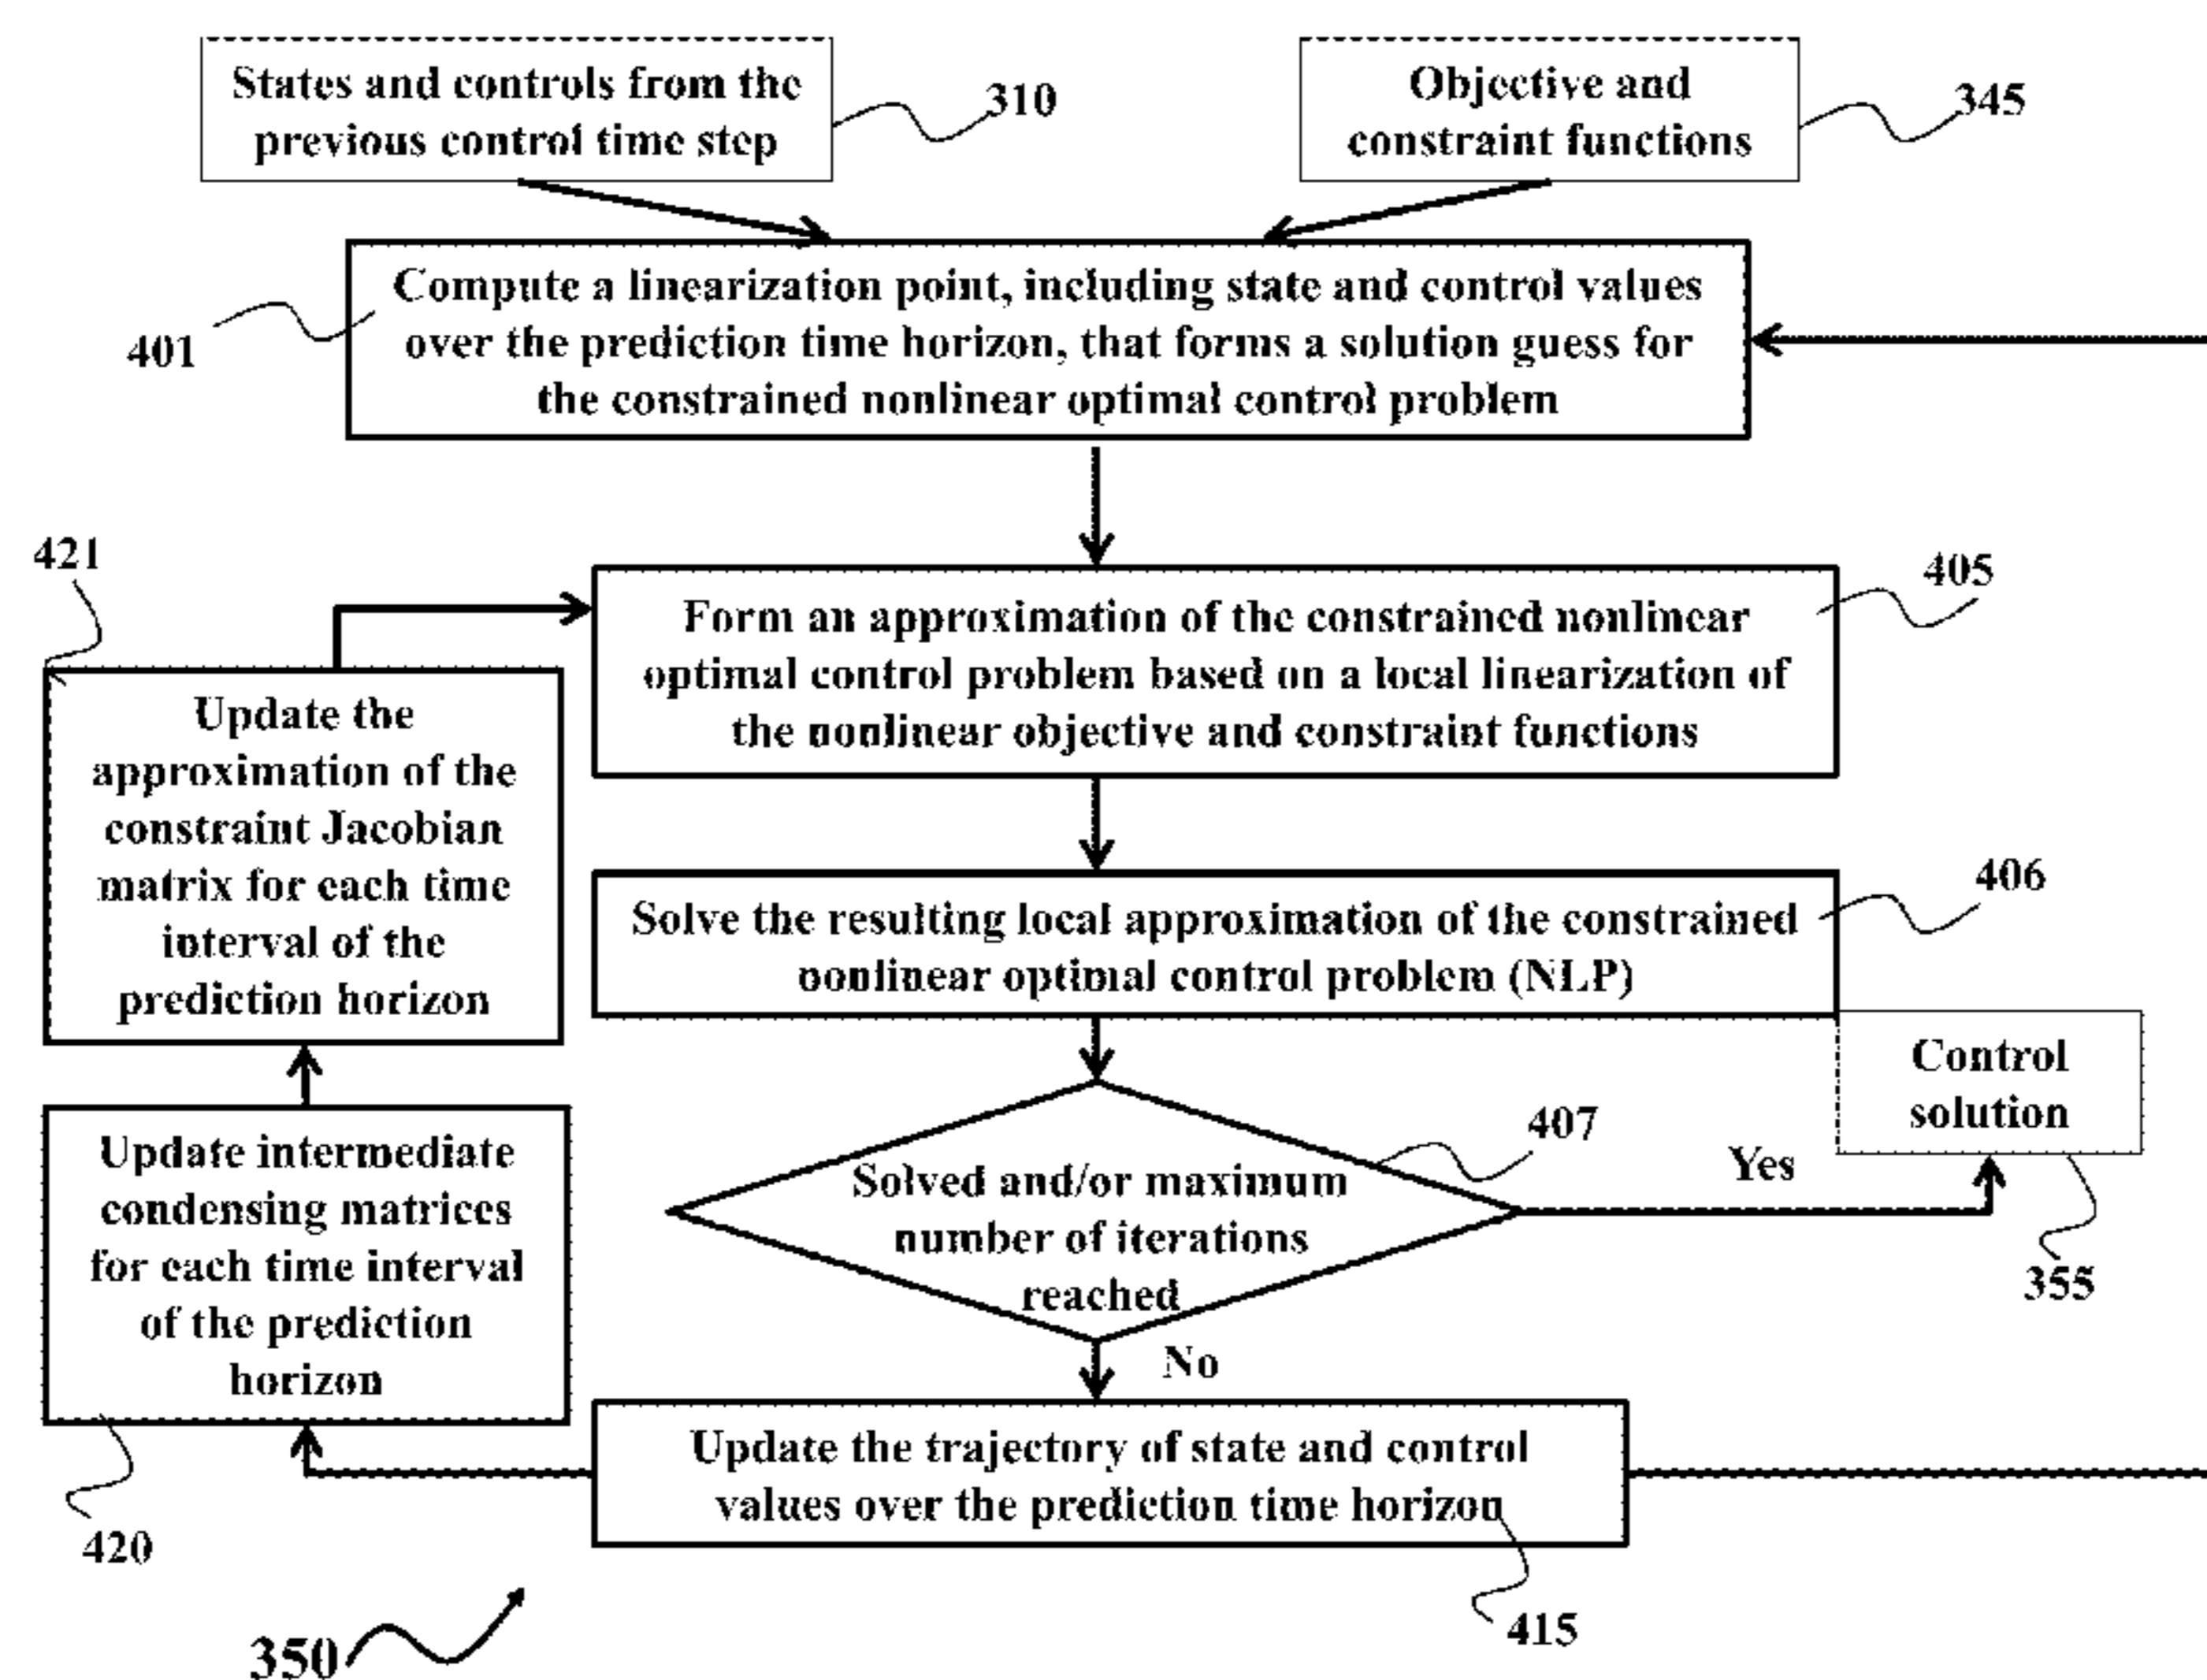 States and controls from the
previous control time step
310
Objective and
constraint functions
345
Compute a linearization point, including state and control values
over the prediction time horizon, that forms a solution guess for
the constrained nonlinear optimal control problem
401
421
405
Form an approximation of the constrained nonlinear
optimal control problem based on a local linearization of
the nonlinear objective and constraint functions
Update the
approximation of the
constraint Jacobian
matrix for each time
interval of the
prediction horizon
406
Solve the resulting local approximation of the constrained
nonlinear optimal control problem (NLP)
Control
solution
355
407
Yes
Solved and/or maximum
number of iterations
reached
No
Update intermediate
condensing matrices
for each time interval
of the prediction
horizon
420
Update the trajectory of state and control
values over the prediction time horizon
415
350